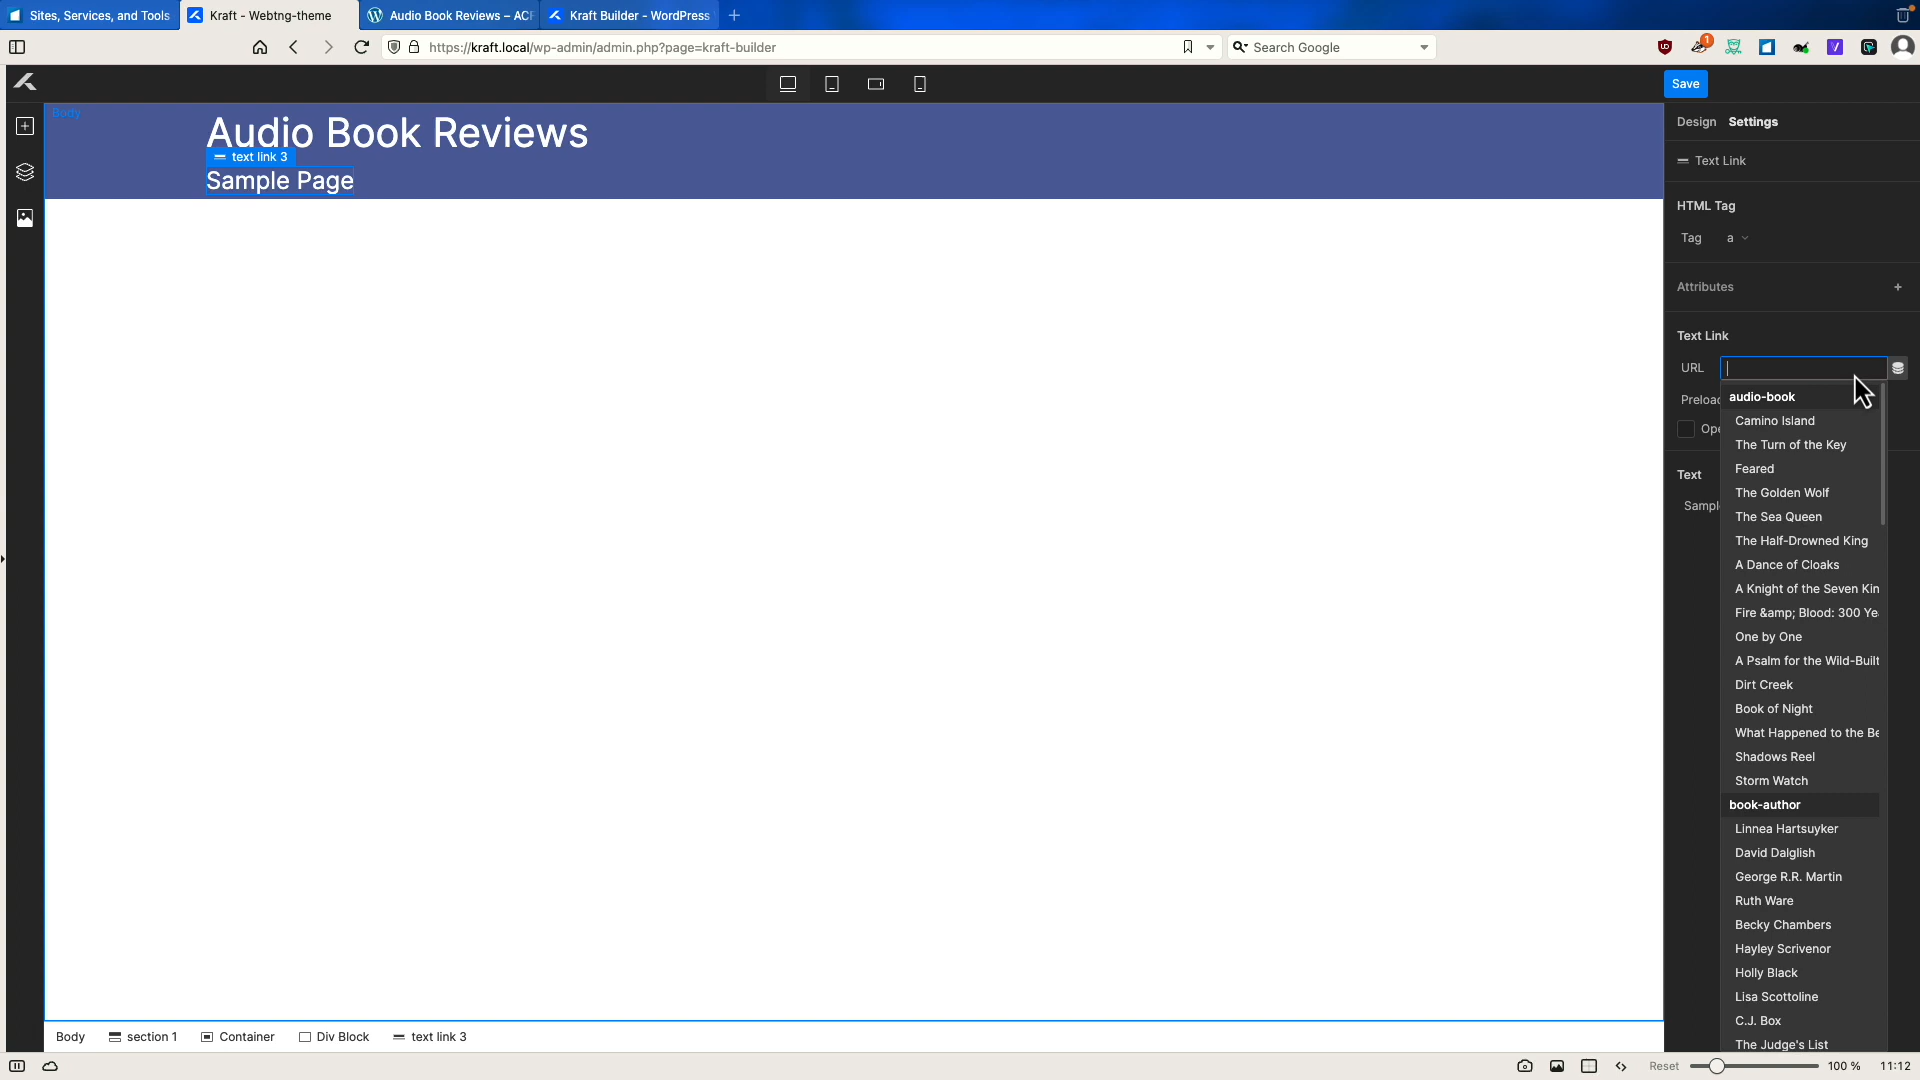 Sites, Services, and Tools
Kraft - Webtng-theme
Audio Book Reviews – ACF
Kraft Builder - WordPress
https://kraft.local/wp-admin/admin.php?page=kraft-builder
Search Google
1
Save
Body
Audio Book Reviews
text link 3
Sample Page
Design Settings
Text Link
HTML Tag
Tag a
Attributes
Text Link
URL
Preload
Ope
Text
Sampl
audio-book
Camino Island
The Turn of the Key
Feared
The Golden Wolf
The Sea Queen
The Half-Drowned King
A Dance of Cloaks
A Knight of the Seven Kin
Fire &amp; Blood: 300 Ye
One by One
A Psalm for the Wild-Built
Dirt Creek
Book of Night
What Happened to the Be
Shadows Reel
Storm Watch
book-author
Linnea Hartsuyker
David Dalglish
George R.R. Martin
Ruth Ware
Becky Chambers
Hayley Scrivenor
Holly Black
Lisa Scottoline
C.J. Box
The Judge's List
Body section 1 Container Div Block text link 3
Reset 100 % 11:12